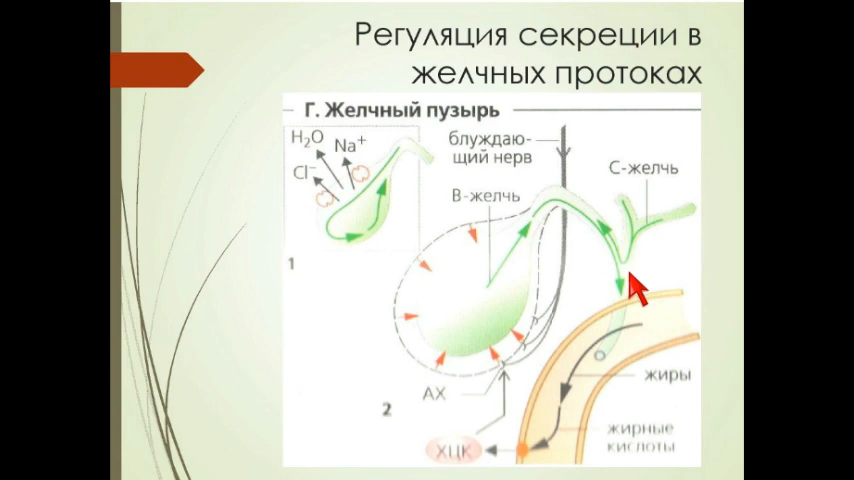 Регуляция секреции в
желчных протоках
Г. Желчный пузырь
H₂O
Na⁺
Cl⁻
блуждаю-
щий нерв
С-желчь
В-желчь
1
АХ
2
жиры
жирные
кислоты
ХЦК